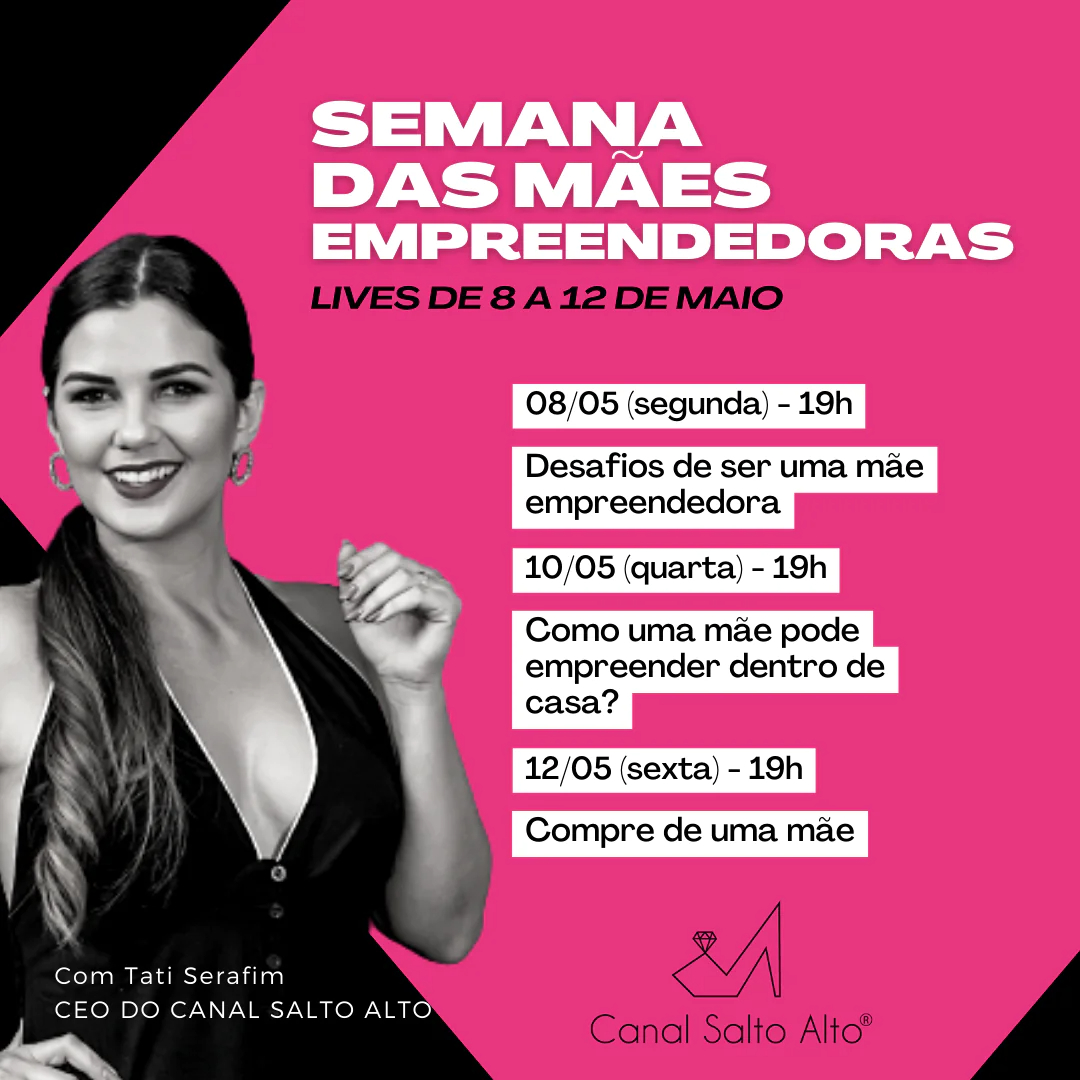 SEMANA
DAS MÃES
EMPREENDEDORAS
LIVES DE 8 A 12 DE MAIO
08/05 (segunda) - 19h
Desafios de ser uma mãe
empreendedora
10/05 (quarta) - 19h
Como uma mãe pode
empreender dentro de
casa?
12/05 (sexta) - 19h
Compre de uma mãe
Com Tati Serafim
CEO DO CANAL SALTO ALTO
Canal Salto Alto®